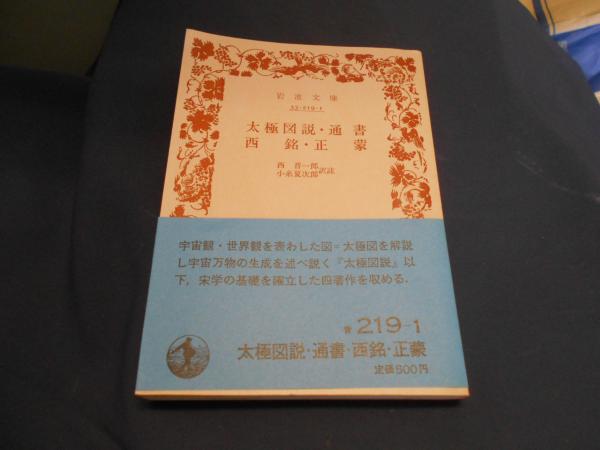 岩波文庫
33-219-1
太極図説・通書
西銘・正蒙
西晋一郎
小糸夏次郎 訳註
宇宙観・世界観を表わした図＝太極図を解説
し宇宙万物の生成を述べ説く『太極図説』以
下，宋学の基礎を確立した四著作を収める．
青 219-1
太極図説・通書・西銘・正蒙
定価500円